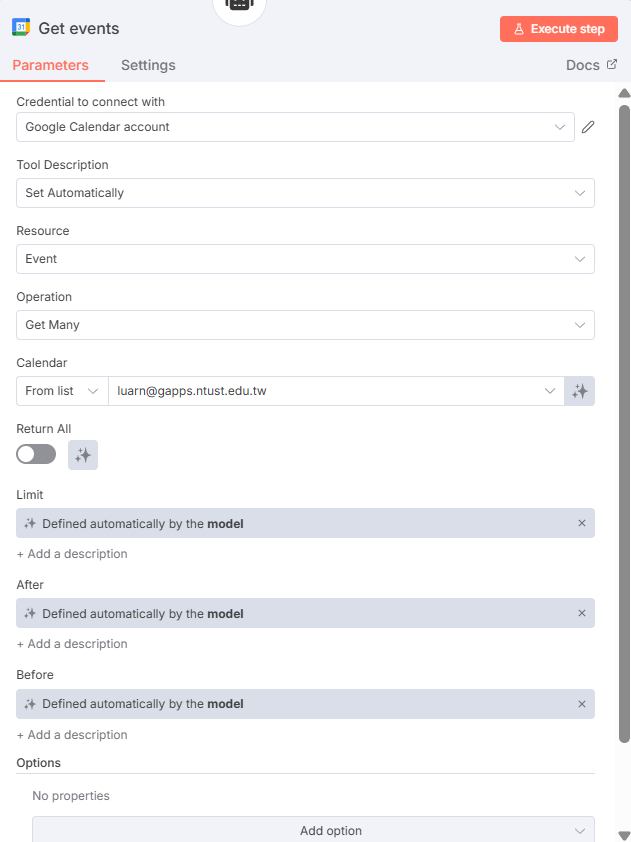 31
Get events
Execute step
Parameters
Settings
Docs
Credential to connect with
Google Calendar account
Tool Description
Set Automatically
Resource
Event
Operation
Get Many
Calendar
From list
luarn@gapps.ntust.edu.tw
Return All
Limit
Defined automatically by the model
+ Add a description
After
Defined automatically by the model
+ Add a description
Before
Defined automatically by the model
+ Add a description
Options
No properties
Add option